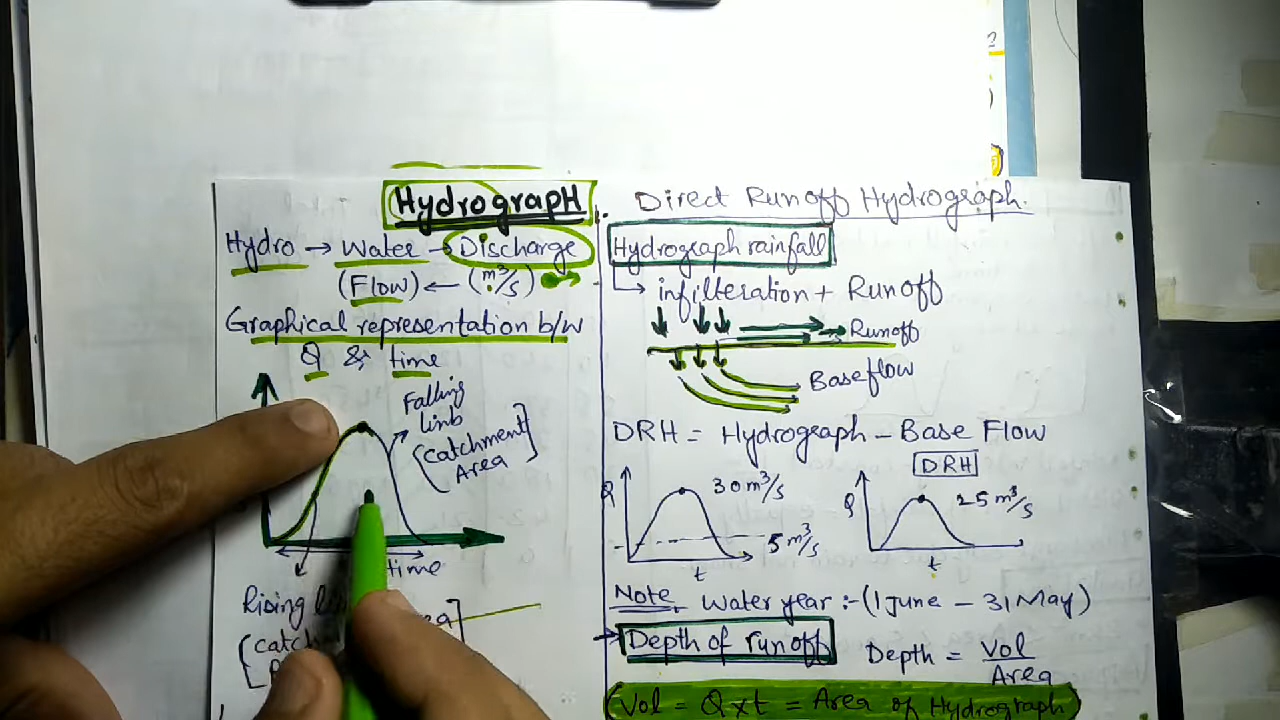 HydrograpH
Hydro → Water → Discharge
(Flow) ← (m³/s)
Graphical representation b/w
Q & time
Falling
limb
(catchment
Area)
time
Rising
Direct Runoff Hydrograph.
Hydrograph rainfall
infilteration + Runoff
Runoff
Baseflow
DRH = Hydrograph - Base Flow
Q
30 m³/s
5 m³/s
t
DRH
Q
25 m³/s
t
Note. Water year :- (1 June - 31 May)
Depth of runoff
Depth = Vol
Area
Vol = Q x t = Area of Hydrograph